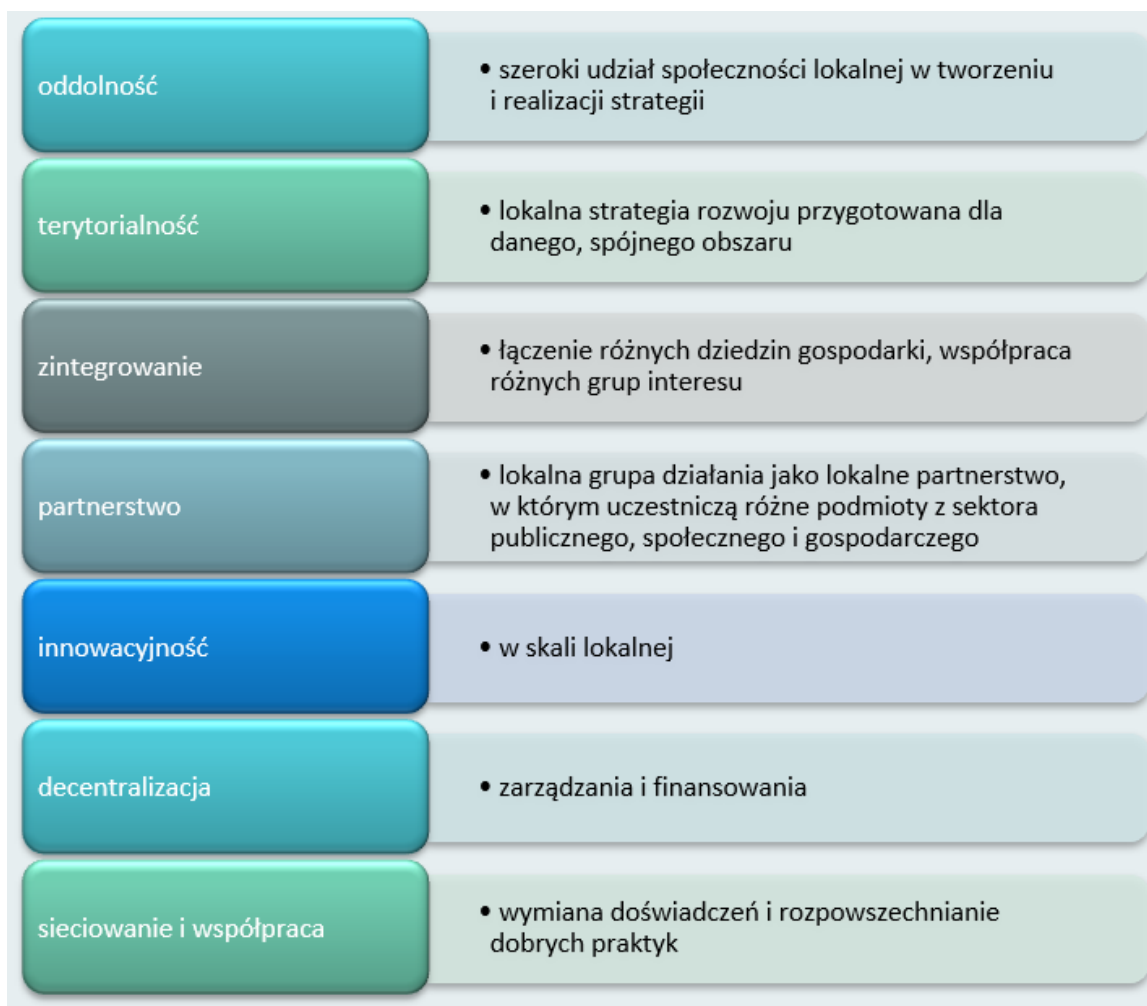 oddolność
• szeroki udział społeczności lokalnej w tworzeniu
i realizacji strategii
terytorialność
• lokalna strategia rozwoju przygotowana dla
danego, spójnego obszaru
zintegrowanie
• łączenie różnych dziedzin gospodarki, współpraca
różnych grup interesu
partnerstwo
• lokalna grupa działania jako lokalne partnerstwo,
w którym uczestniczą różne podmioty z sektora
publicznego, społecznego i gospodarczego
innowacyjność
• w skali lokalnej
decentralizacja
• zarządzania i finansowania
sieciowanie i współpraca
• wymiana doświadczeń i rozpowszechnianie
dobrych praktyk